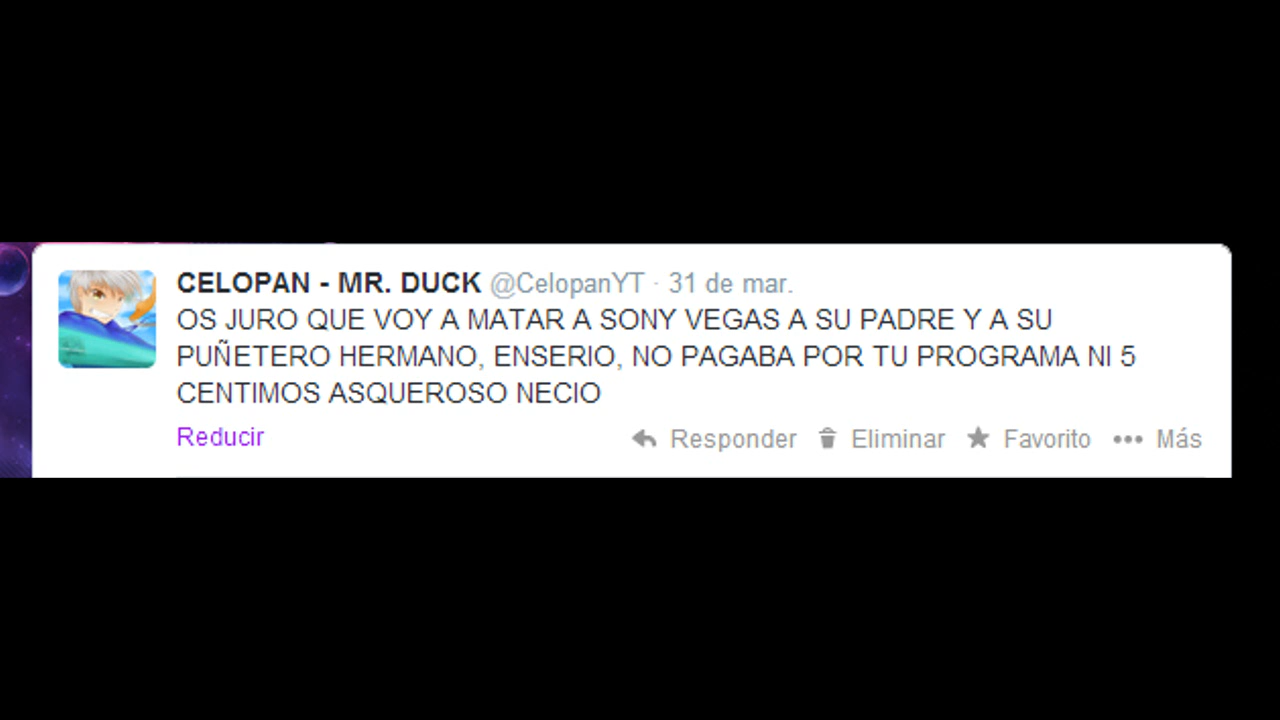 CELOPAN - MR. DUCK @CelopanYT · 31 de mar.
OS JURO QUE VOY A MATAR A SONY VEGAS A SU PADRE Y A SU
PUÑETERO HERMANO, ENSERIO, NO PAGABA POR TU PROGRAMA NI 5
CENTIMOS ASQUEROSO NECIO
Reducir Responder Eliminar Favorito Más